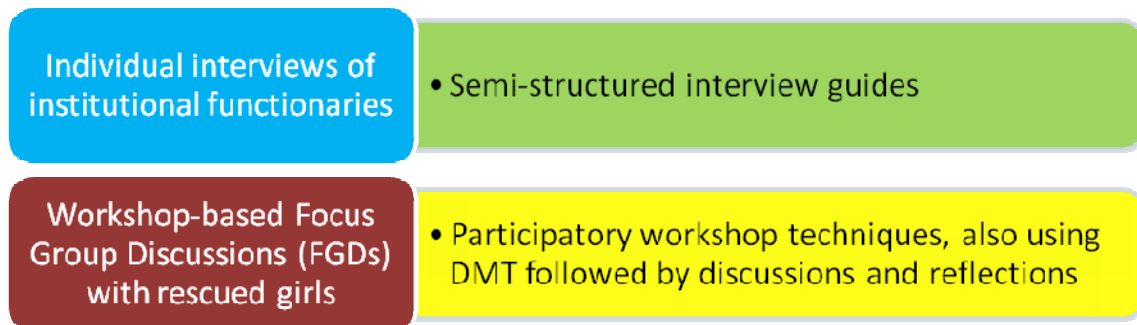 Individual interviews of
institutional functionaries
• Semi-structured interview guides
Workshop-based Focus
Group Discussions (FGDs)
with rescued girls
• Participatory workshop techniques, also using
DMT followed by discussions and reflections